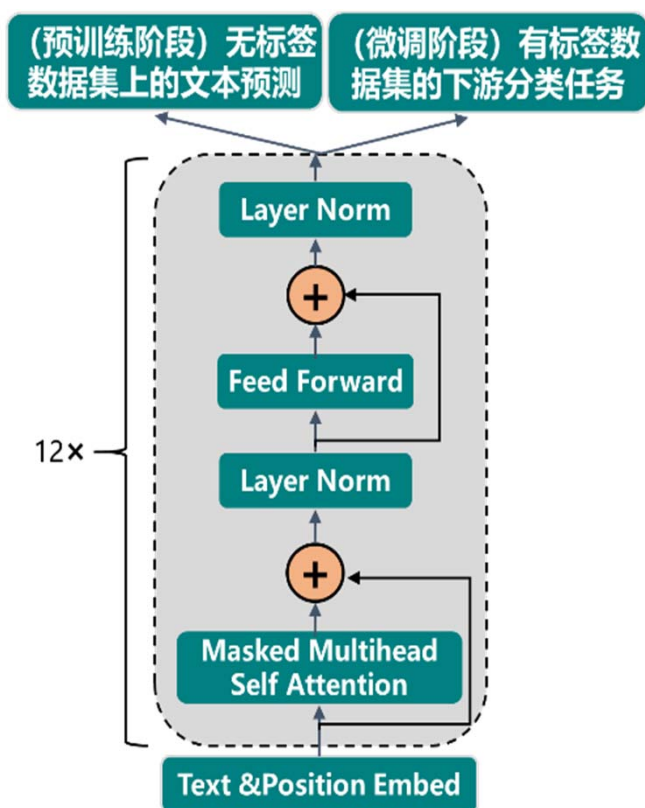 （预训练阶段）无标签
数据集上的文本预测
（微调阶段）有标签数
据集的下游分类任务
Layer Norm
+
Feed Forward
12×
Layer Norm
+
Masked Multihead
Self Attention
Text &Position Embed